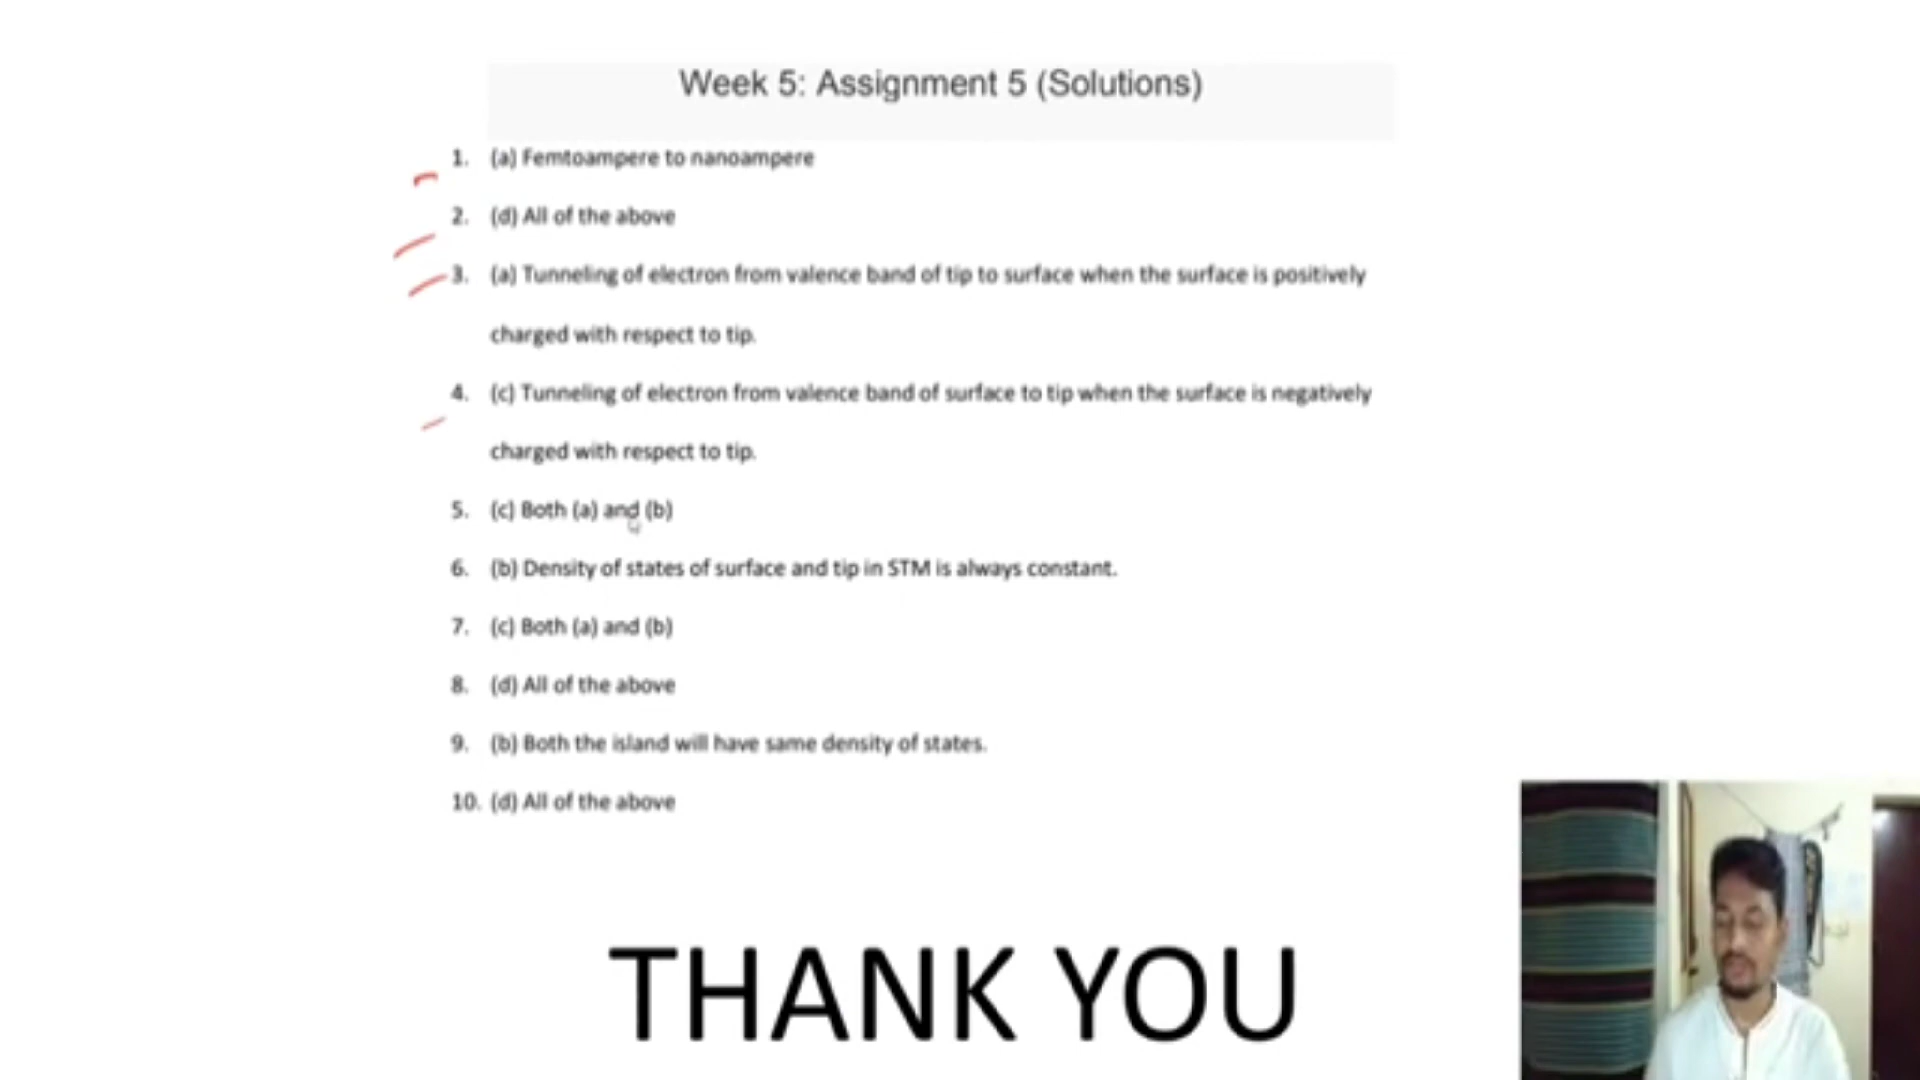 Week 5: Assignment 5 (Solutions)
1. (a) Femtoampere to nanoampere
2. (d) All of the above
3. (a) Tunneling of electron from valence band of tip to surface when the surface is positively
charged with respect to tip.
4. (c) Tunneling of electron from valence band of surface to tip when the surface is negatively
charged with respect to tip.
5. (c) Both (a) and (b)
6. (b) Density of states of surface and tip in STM is always constant.
7. (c) Both (a) and (b)
8. (d) All of the above
9. (b) Both the island will have same density of states.
10. (d) All of the above
THANK YOU